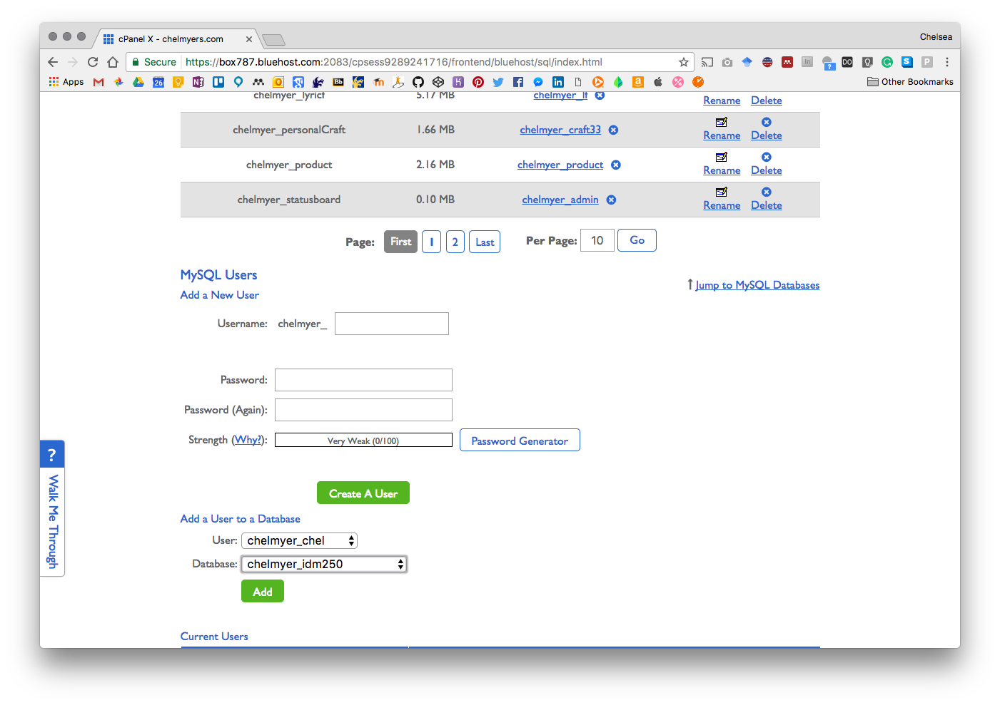 cPanel X - chelmyers.com
Chelsea
Secure https://box787.bluehost.com:2083/cpsess9289241716/frontend/bluehost/sql/index.html
Apps
Other Bookmarks
chelmyer_lyricf 5.17 MB chelmyer_lf Rename Delete
chelmyer_personalCraft 1.66 MB chelmyer_craft33 Rename Delete
chelmyer_product 2.16 MB chelmyer_product Rename Delete
chelmyer_statusboard 0.10 MB chelmyer_admin Rename Delete
Page: First 1 2 Last Per Page: 10 Go
MySQL Users
Jump to MySQL Databases
Add a New User
Username: chelmyer_
Password:
Password (Again):
Strength (Why?): Very Weak (0/100) Password Generator
? Walk Me Through
Create A User
Add a User to a Database
User: chelmyer_chel
Database: chelmyer_idm250
Add
Current Users